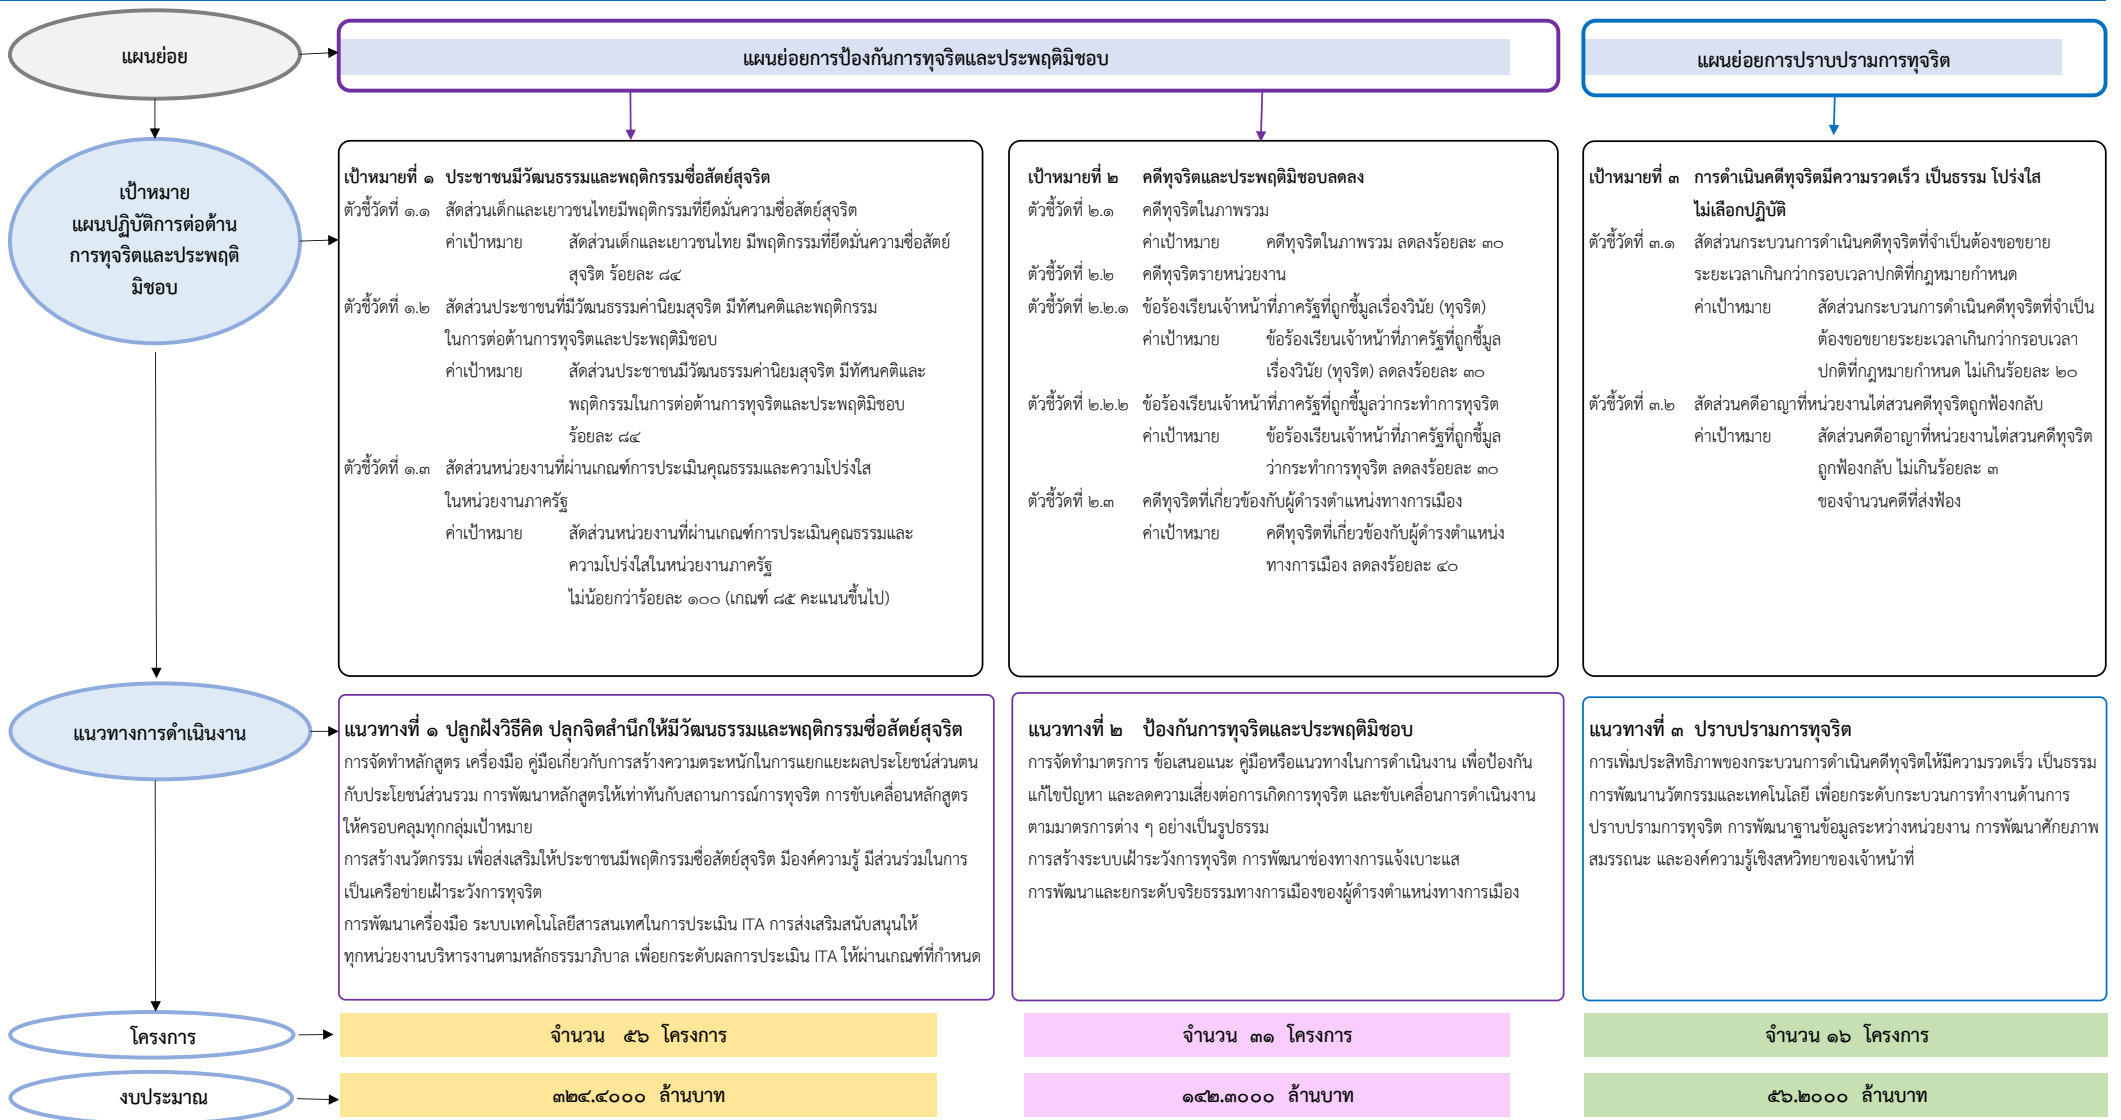 แผนย่อย
แผนย่อยการป้องกันการทุจริตและประพฤติมิชอบ
แผนย่อยการปราบปรามการทุจริต
เป้าหมาย
แผนปฏิบัติการต่อต้าน
การทุจริตและประพฤติ
มิชอบ
เป้าหมายที่ ๑ ประชาชนมีวัฒนธรรมและพฤติกรรมซื่อสัตย์สุจริต
ตัวชี้วัดที่ ๑.๑ สัดส่วนเด็กและเยาวชนไทยมีพฤติกรรมที่ยึดมั่นความซื่อสัตย์สุจริต
ค่าเป้าหมาย สัดส่วนเด็กและเยาวชนไทย มีพฤติกรรมที่ยึดมั่นความซื่อสัตย์
สุจริต ร้อยละ ๘๔
ตัวชี้วัดที่ ๑.๒ สัดส่วนประชาชนที่มีวัฒนธรรมค่านิยมสุจริต มีทัศนคติและพฤติกรรม
ในการต่อต้านการทุจริตและประพฤติมิชอบ
ค่าเป้าหมาย สัดส่วนประชาชนมีวัฒนธรรมค่านิยมสุจริต มีทัศนคติและ
พฤติกรรมในการต่อต้านการทุจริตและประพฤติมิชอบ
ร้อยละ ๘๔
ตัวชี้วัดที่ ๑.๓ สัดส่วนหน่วยงานที่ผ่านเกณฑ์การประเมินคุณธรรมและความโปร่งใส
ในหน่วยงานภาครัฐ
ค่าเป้าหมาย สัดส่วนหน่วยงานที่ผ่านเกณฑ์การประเมินคุณธรรมและ
ความโปร่งใสในหน่วยงานภาครัฐ
ไม่น้อยกว่าร้อยละ ๑๐๐ (เกณฑ์ ๘๕ คะแนนขึ้นไป)
เป้าหมายที่ ๒ คดีทุจริตและประพฤติมิชอบลดลง
ตัวชี้วัดที่ ๒.๑ คดีทุจริตในภาพรวม
ค่าเป้าหมาย คดีทุจริตในภาพรวม ลดลงร้อยละ ๓๐
ตัวชี้วัดที่ ๒.๒ คดีทุจริตรายหน่วยงาน
ตัวชี้วัดที่ ๒.๒.๑ ข้อร้องเรียนเจ้าหน้าที่ภาครัฐที่ถูกชี้มูลเรื่องวินัย (ทุจริต)
ค่าเป้าหมาย ข้อร้องเรียนเจ้าหน้าที่ภาครัฐที่ถูกชี้มูล
เรื่องวินัย (ทุจริต) ลดลงร้อยละ ๓๐
ตัวชี้วัดที่ ๒.๒.๒ ข้อร้องเรียนเจ้าหน้าที่ภาครัฐที่ถูกชี้มูลว่ากระทำการทุจริต
ค่าเป้าหมาย ข้อร้องเรียนเจ้าหน้าที่ภาครัฐที่ถูกชี้มูล
ว่ากระทำการทุจริต ลดลงร้อยละ ๓๐
ตัวชี้วัดที่ ๒.๓ คดีทุจริตที่เกี่ยวข้องกับผู้ดำรงตำแหน่งทางการเมือง
ค่าเป้าหมาย คดีทุจริตที่เกี่ยวข้องกับผู้ดำรงตำแหน่ง
ทางการเมือง ลดลงร้อยละ ๔๐
เป้าหมายที่ ๓ การดำเนินคดีทุจริตมีความรวดเร็ว เป็นธรรม โปร่งใส
ไม่เลือกปฏิบัติ
ตัวชี้วัดที่ ๓.๑ สัดส่วนกระบวนการดำเนินคดีทุจริตที่จำเป็นต้องขอขยาย
ระยะเวลาเกินกว่ากรอบเวลาปกติที่กฎหมายกำหนด
ค่าเป้าหมาย สัดส่วนกระบวนการดำเนินคดีทุจริตที่จำเป็น
ต้องขอขยายระยะเวลาเกินกว่ากรอบเวลา
ปกติที่กฎหมายกำหนด ไม่เกินร้อยละ ๒๐
ตัวชี้วัดที่ ๓.๒ สัดส่วนคดีอาญาที่หน่วยงานไต่สวนคดีทุจริตถูกฟ้องกลับ
ค่าเป้าหมาย สัดส่วนคดีอาญาที่หน่วยงานไต่สวนคดีทุจริต
ถูกฟ้องกลับ ไม่เกินร้อยละ ๓
ของจำนวนคดีที่ส่งฟ้อง
แนวทางการดำเนินงาน
แนวทางที่ ๑ ปลูกฝังวิธีคิด ปลุกจิตสำนึกให้มีวัฒนธรรมและพฤติกรรมซื่อสัตย์สุจริต
การจัดทำหลักสูตร เครื่องมือ คู่มือเกี่ยวกับการสร้างความตระหนักในการแยกแยะผลประโยชน์ส่วนตน
กับประโยชน์ส่วนรวม การพัฒนาหลักสูตรให้เท่าทันกับสถานการณ์การทุจริต การขับเคลื่อนหลักสูตร
ให้ครอบคลุมทุกกลุ่มเป้าหมาย
การสร้างนวัตกรรม เพื่อส่งเสริมให้ประชาชนมีพฤติกรรมซื่อสัตย์สุจริต มีองค์ความรู้ มีส่วนร่วมในการ
เป็นเครือข่ายเฝ้าระวังการทุจริต
การพัฒนาเครื่องมือ ระบบเทคโนโลยีสารสนเทศในการประเมิน ITA การส่งเสริมสนับสนุนให้
ทุกหน่วยงานบริหารงานตามหลักธรรมาภิบาล เพื่อยกระดับผลการประเมิน ITA ให้ผ่านเกณฑ์ที่กำหนด
แนวทางที่ ๒ ป้องกันการทุจริตและประพฤติมิชอบ
การจัดทำมาตรการ ข้อเสนอแนะ คู่มือหรือแนวทางในการดำเนินงาน เพื่อป้องกัน
แก้ไขปัญหา และลดความเสี่ยงต่อการเกิดการทุจริต และขับเคลื่อนการดำเนินงาน
ตามมาตรการต่าง ๆ อย่างเป็นรูปธรรม
การสร้างระบบเฝ้าระวังการทุจริต การพัฒนาช่องทางการแจ้งเบาะแส
การพัฒนาและยกระดับจริยธรรมทางการเมืองของผู้ดำรงตำแหน่งทางการเมือง
แนวทางที่ ๓ ปราบปรามการทุจริต
การเพิ่มประสิทธิภาพของกระบวนการดำเนินคดีทุจริตให้มีความรวดเร็ว เป็นธรรม
การพัฒนานวัตกรรมและเทคโนโลยี เพื่อยกระดับกระบวนการทำงานด้านการ
ปราบปรามการทุจริต การพัฒนาฐานข้อมูลระหว่างหน่วยงาน การพัฒนาศักยภาพ
สมรรถนะ และองค์ความรู้เชิงสหวิทยาของเจ้าหน้าที่
โครงการ
จำนวน ๕๖ โครงการ
จำนวน ๓๑ โครงการ
จำนวน ๑๖ โครงการ
งบประมาณ
๓๒๔.๔๐๐๐ ล้านบาท
๑๔๒.๓๐๐๐ ล้านบาท
๕๖.๒๐๐๐ ล้านบาท